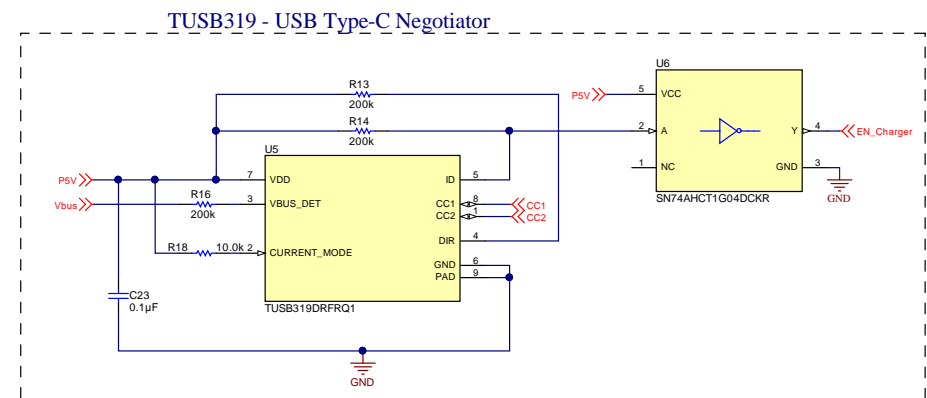 TUSB319 - USB Type-C Negotiator
U6
R13
200k
P5V
5
VCC
R14
200k
2
A
Y
4
EN_Charger
U5
1
NC
GND
3
GND
SN74AHCT1G04DCKR
P5V
7
VDD
ID
5
R16
200k
Vbus
3
VBUS_DET
CC1
8
CC1
CC2
1
CC2
DIR
4
R18
10.0k
2
CURRENT_MODE
GND
6
PAD
9
C23
0.1µF
TUSB319DRFRQ1
GND